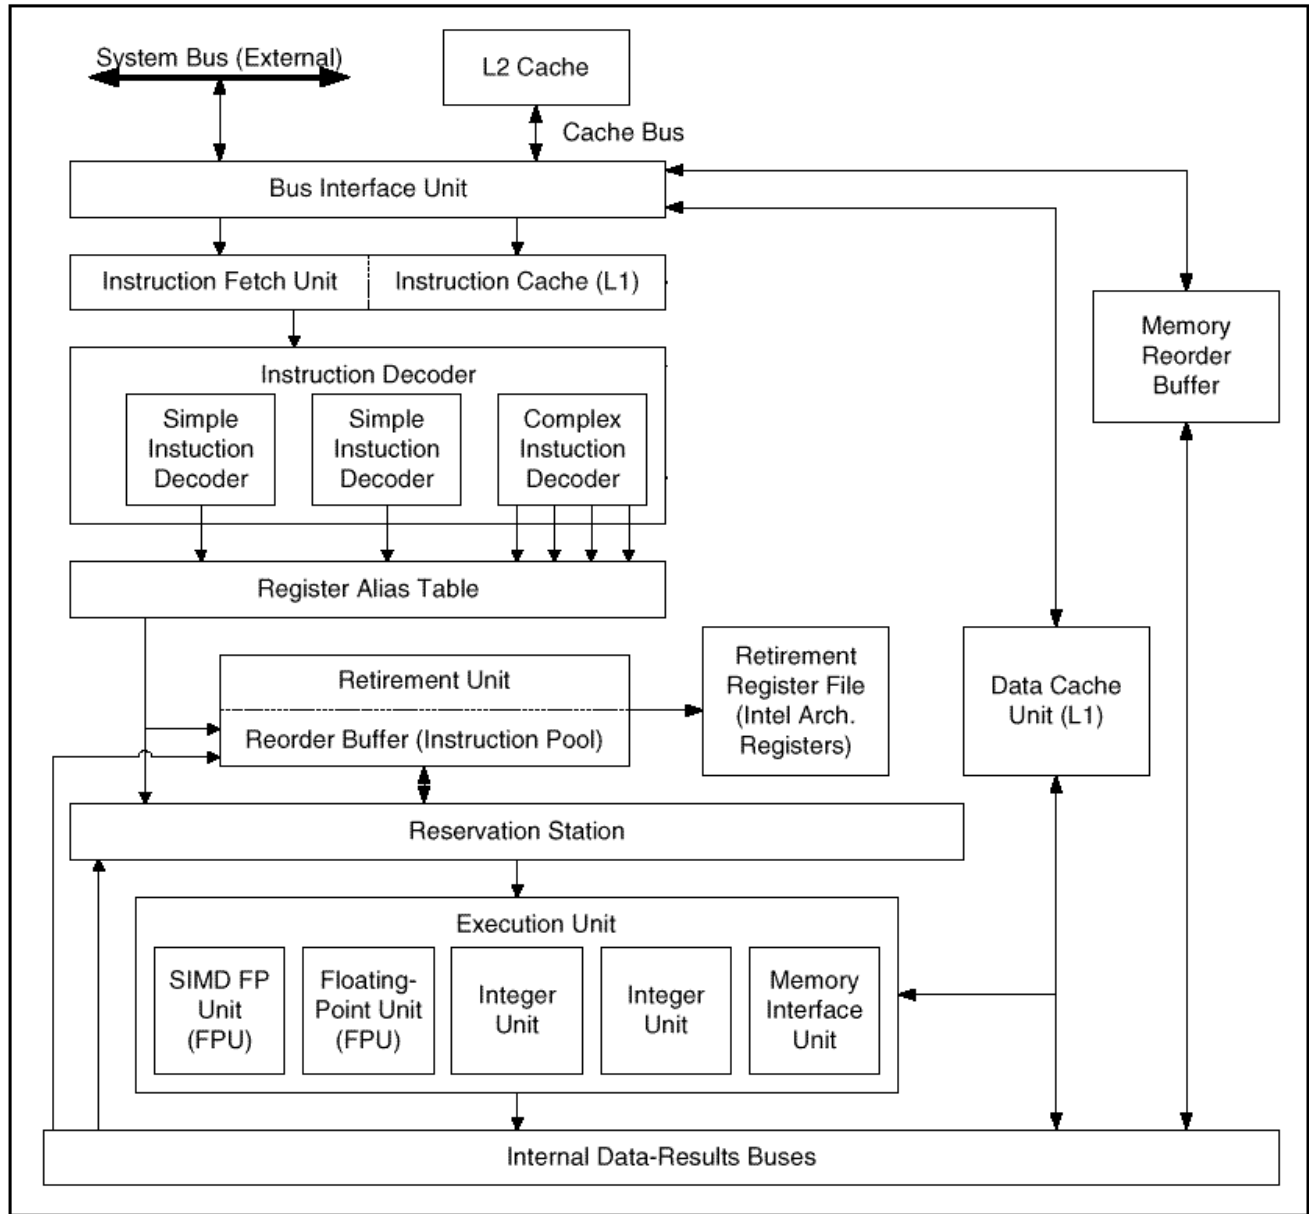 System Bus (External)
L2 Cache
Cache Bus
Bus Interface Unit
Instruction Fetch Unit
Instruction Cache (L1)
Memory
Reorder
Buffer
Instruction Decoder
Simple
Instuction
Decoder
Simple
Instuction
Decoder
Complex
Instuction
Decoder
Register Alias Table
Retirement Unit
Reorder Buffer (Instruction Pool)
Retirement
Register File
(Intel Arch.
Registers)
Data Cache
Unit (L1)
Reservation Station
Execution Unit
SIMD FP
Unit
(FPU)
Floating-
Point Unit
(FPU)
Integer
Unit
Integer
Unit
Memory
Interface
Unit
Internal Data-Results Buses